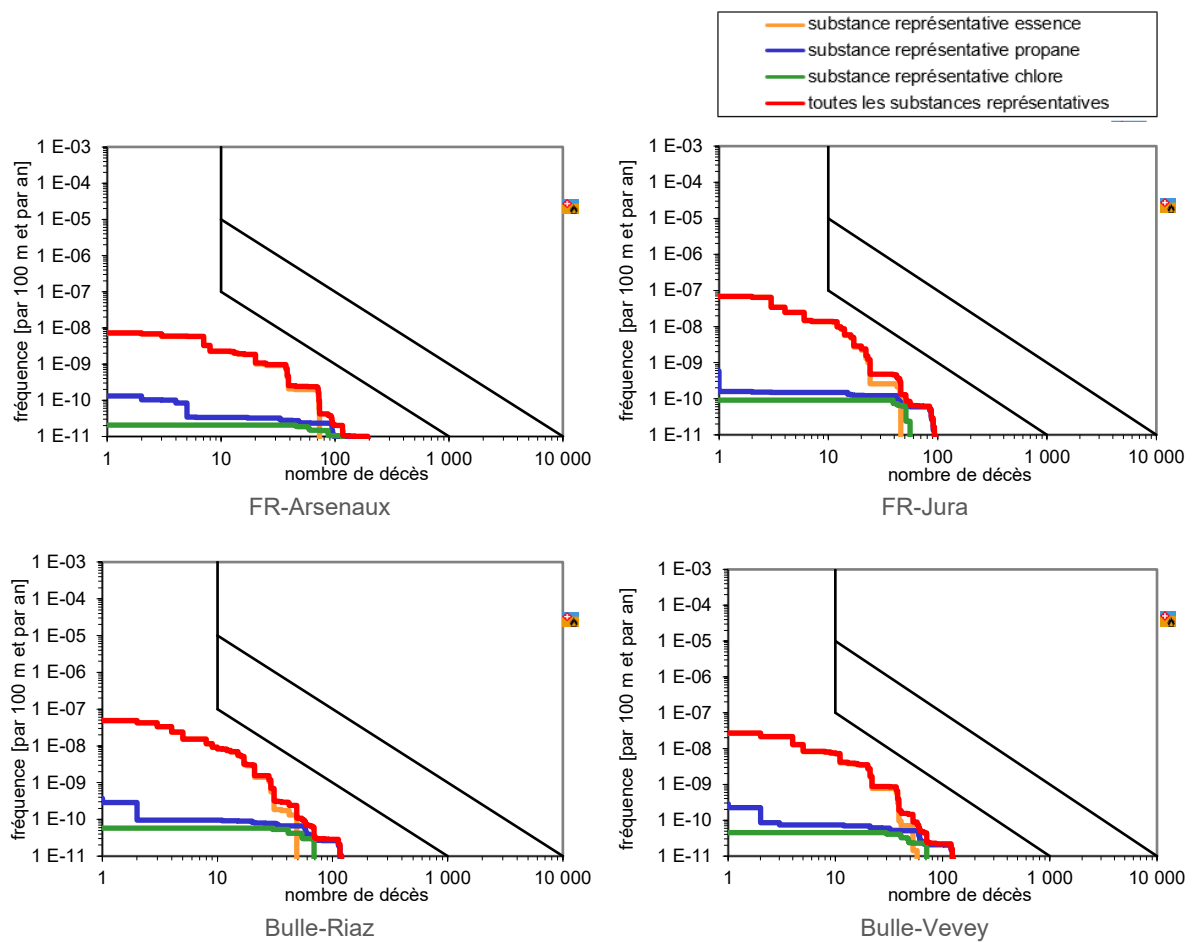 substance représentative essence
substance représentative propane
substance représentative chlore
toutes les substances représentatives
fréquence [par 100 m et par an]
1 E-03
1 E-04
1 E-05
1 E-06
1 E-07
1 E-08
1 E-09
1 E-10
1 E-11
1 10 100 1 000 10 000
nombre de décès
FR-Arsenaux
fréquence [par 100 m et par an]
1 E-03
1 E-04
1 E-05
1 E-06
1 E-07
1 E-08
1 E-09
1 E-10
1 E-11
1 10 100 1 000 10 000
nombre de décès
FR-Jura
fréquence [par 100 m et par an]
1 E-03
1 E-04
1 E-05
1 E-06
1 E-07
1 E-08
1 E-09
1 E-10
1 E-11
1 10 100 1 000 10 000
nombre de décès
Bulle-Riaz
fréquence [par 100 m et par an]
1 E-03
1 E-04
1 E-05
1 E-06
1 E-07
1 E-08
1 E-09
1 E-10
1 E-11
1 10 100 1 000 10 000
nombre de décès
Bulle-Vevey